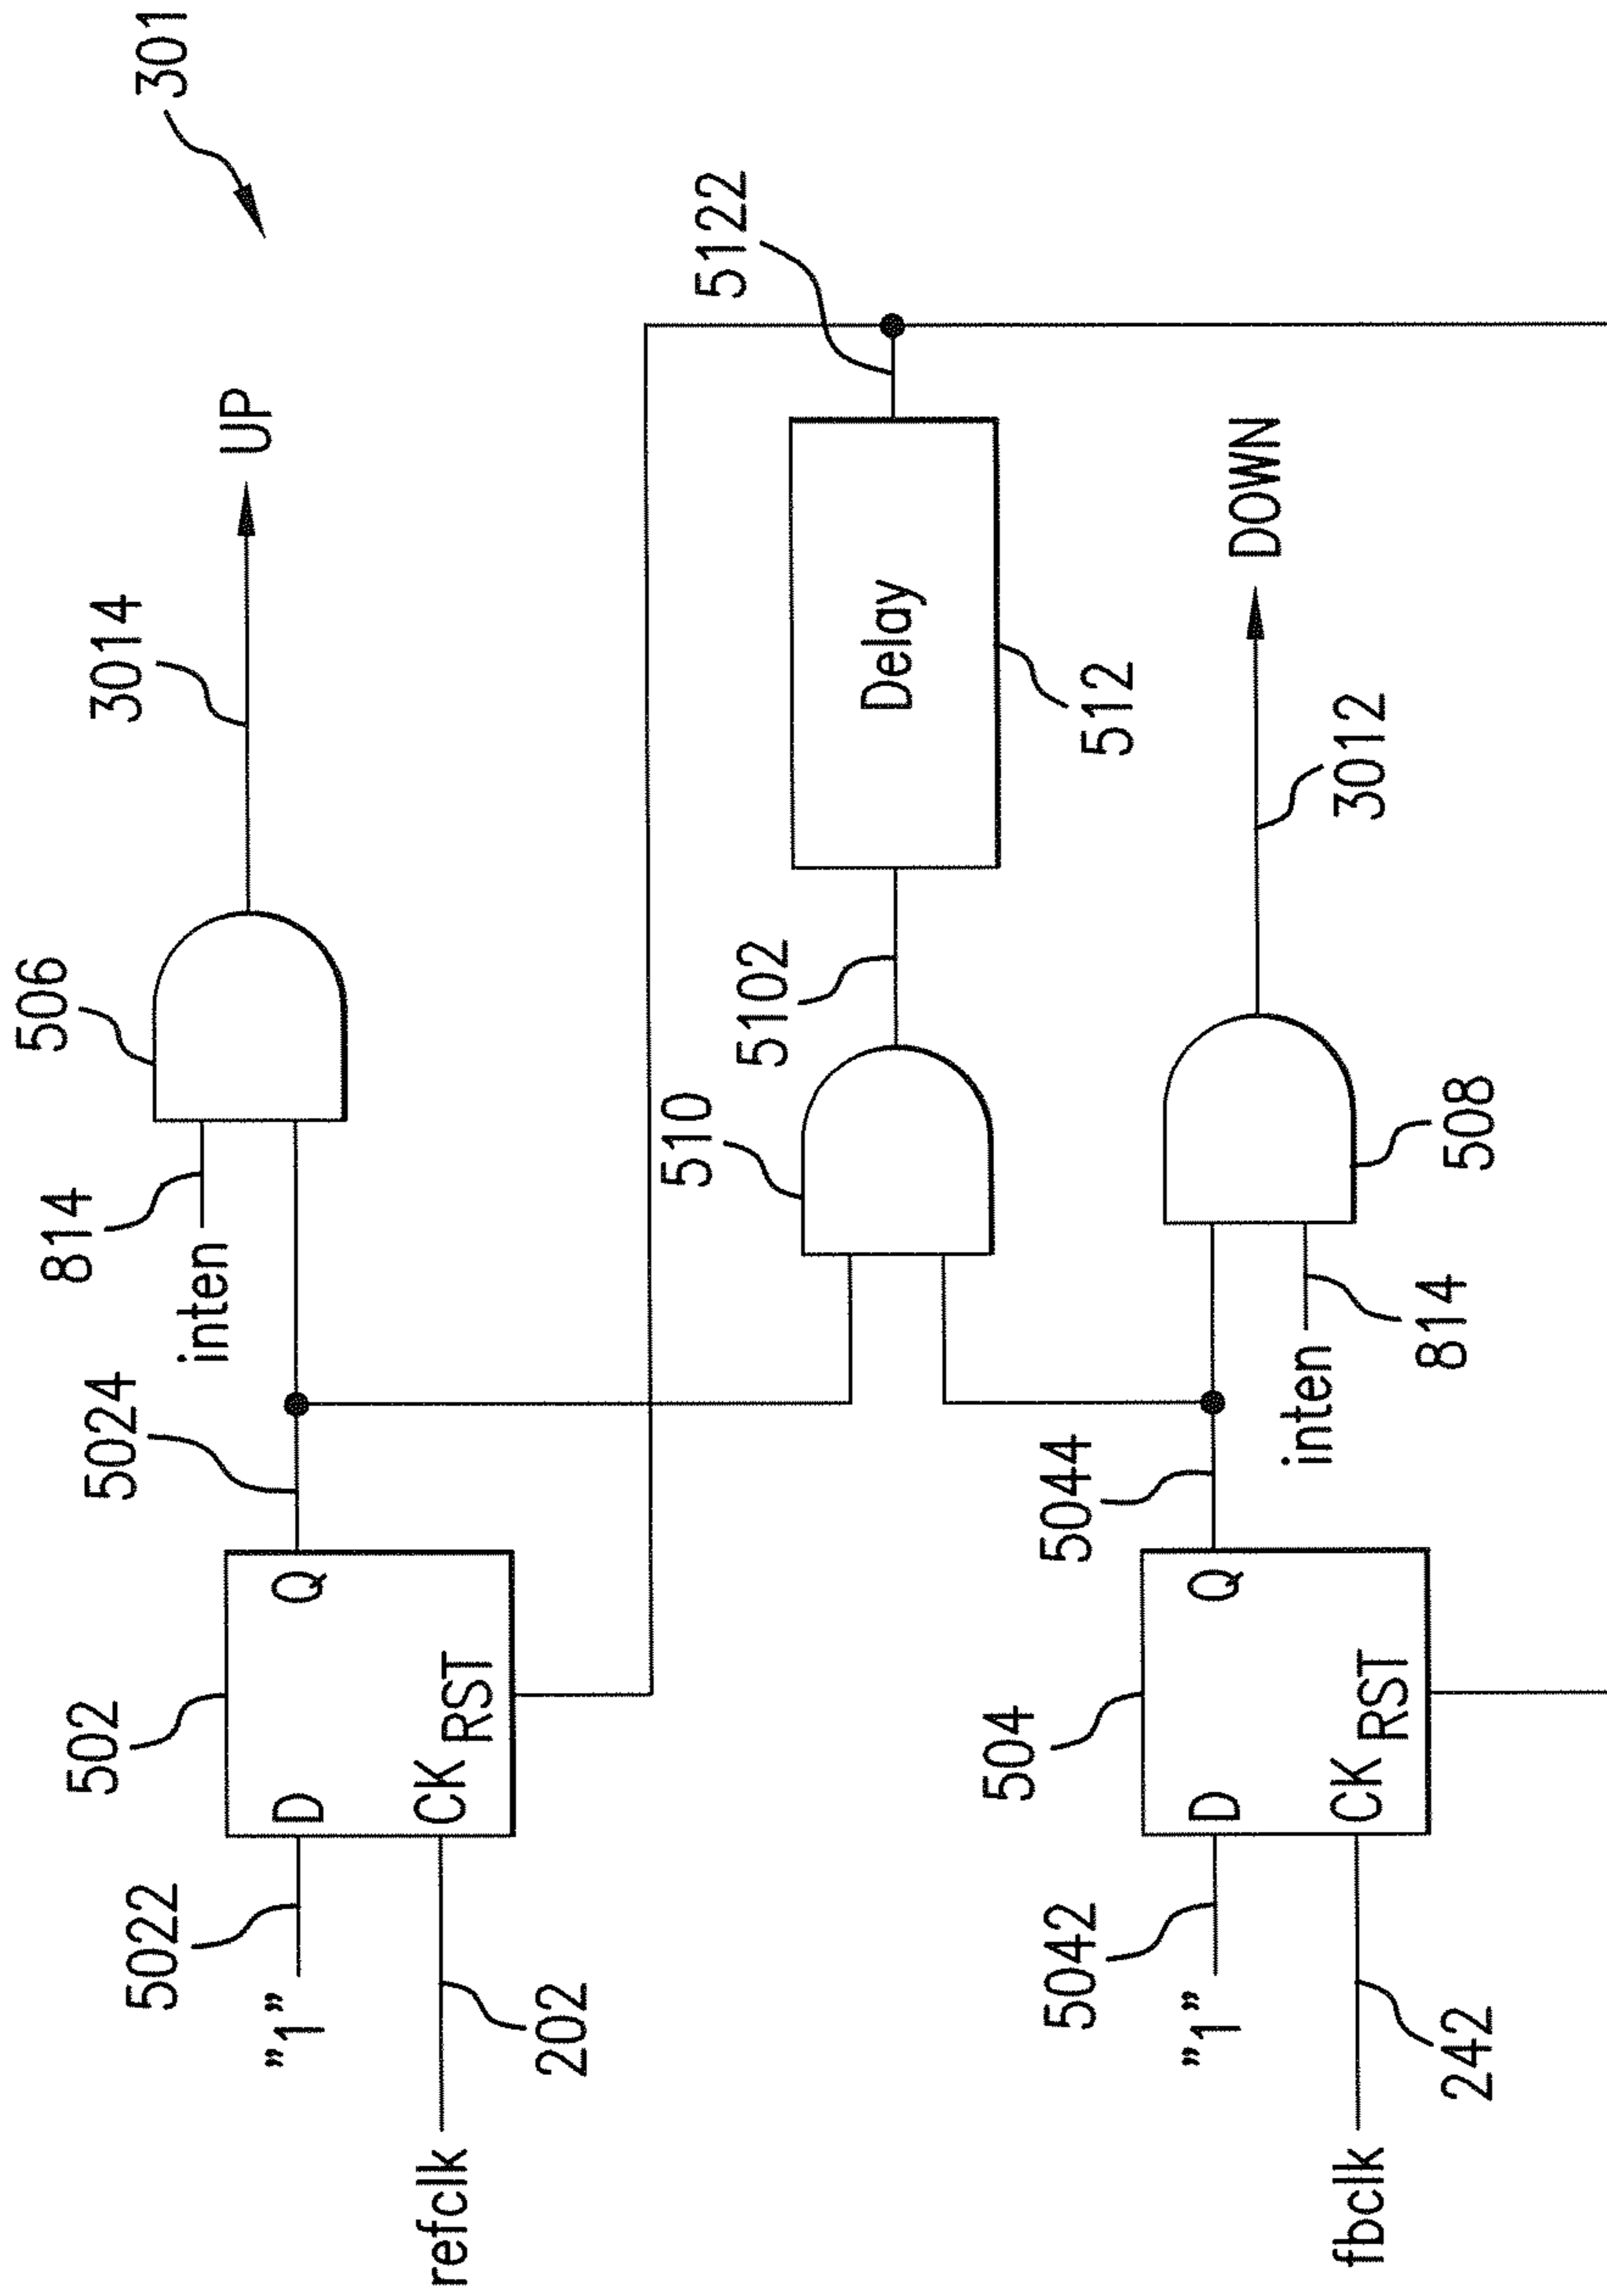 301
506
3014
UP
814
inten
5024
502
D
Q
CK
RST
5022
"1"
202
refclk
510
5102
Delay
512
5122
5044
504
D
Q
CK
RST
5042
"1"
242
fbclk
inten
814
508
3012
DOWN